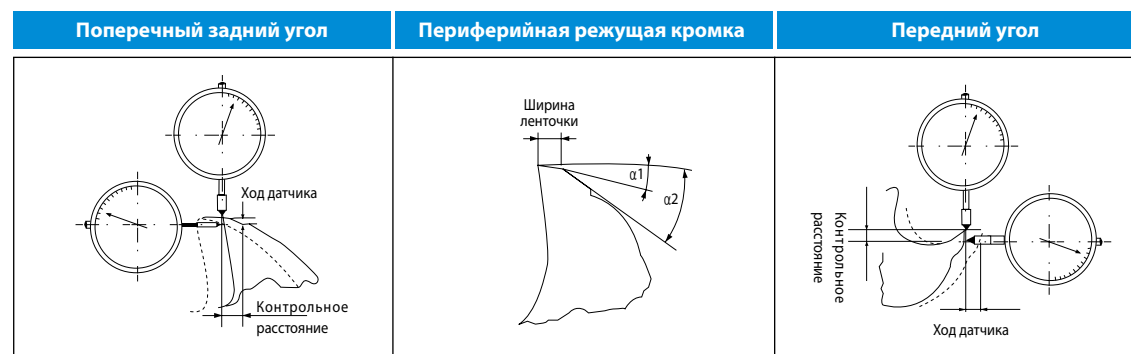 Поперечный задний угол
Периферийная режущая кромка
Передний угол
Ход датчика
Контрольное
расстояние
Ширина
ленточки
α1
α2
Контрольное
расстояние
Ход датчика